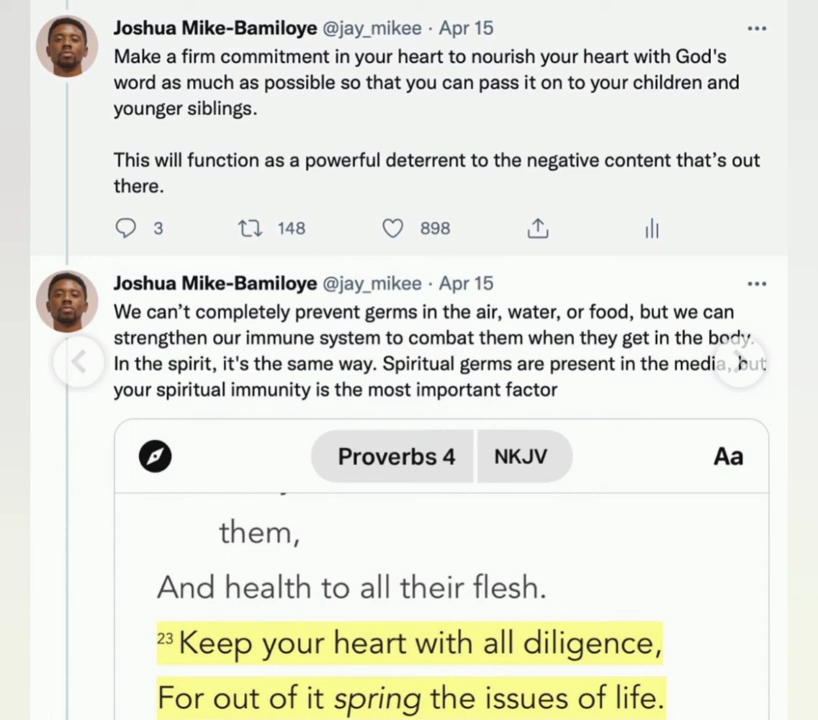 Joshua Mike-Bamiloye @jay_mikee · Apr 15
Make a firm commitment in your heart to nourish your heart with God's
word as much as possible so that you can pass it on to your children and
younger siblings.
This will function as a powerful deterrent to the negative content that's out
there.
3 148 898
Joshua Mike-Bamiloye @jay_mikee · Apr 15
We can't completely prevent germs in the air, water, or food, but we can
strengthen our immune system to combat them when they get in the body.
In the spirit, it's the same way. Spiritual germs are present in the media, but
your spiritual immunity is the most important factor
Proverbs 4 NKJV Aa
them,
And health to all their flesh.
23 Keep your heart with all diligence,
For out of it spring the issues of life.